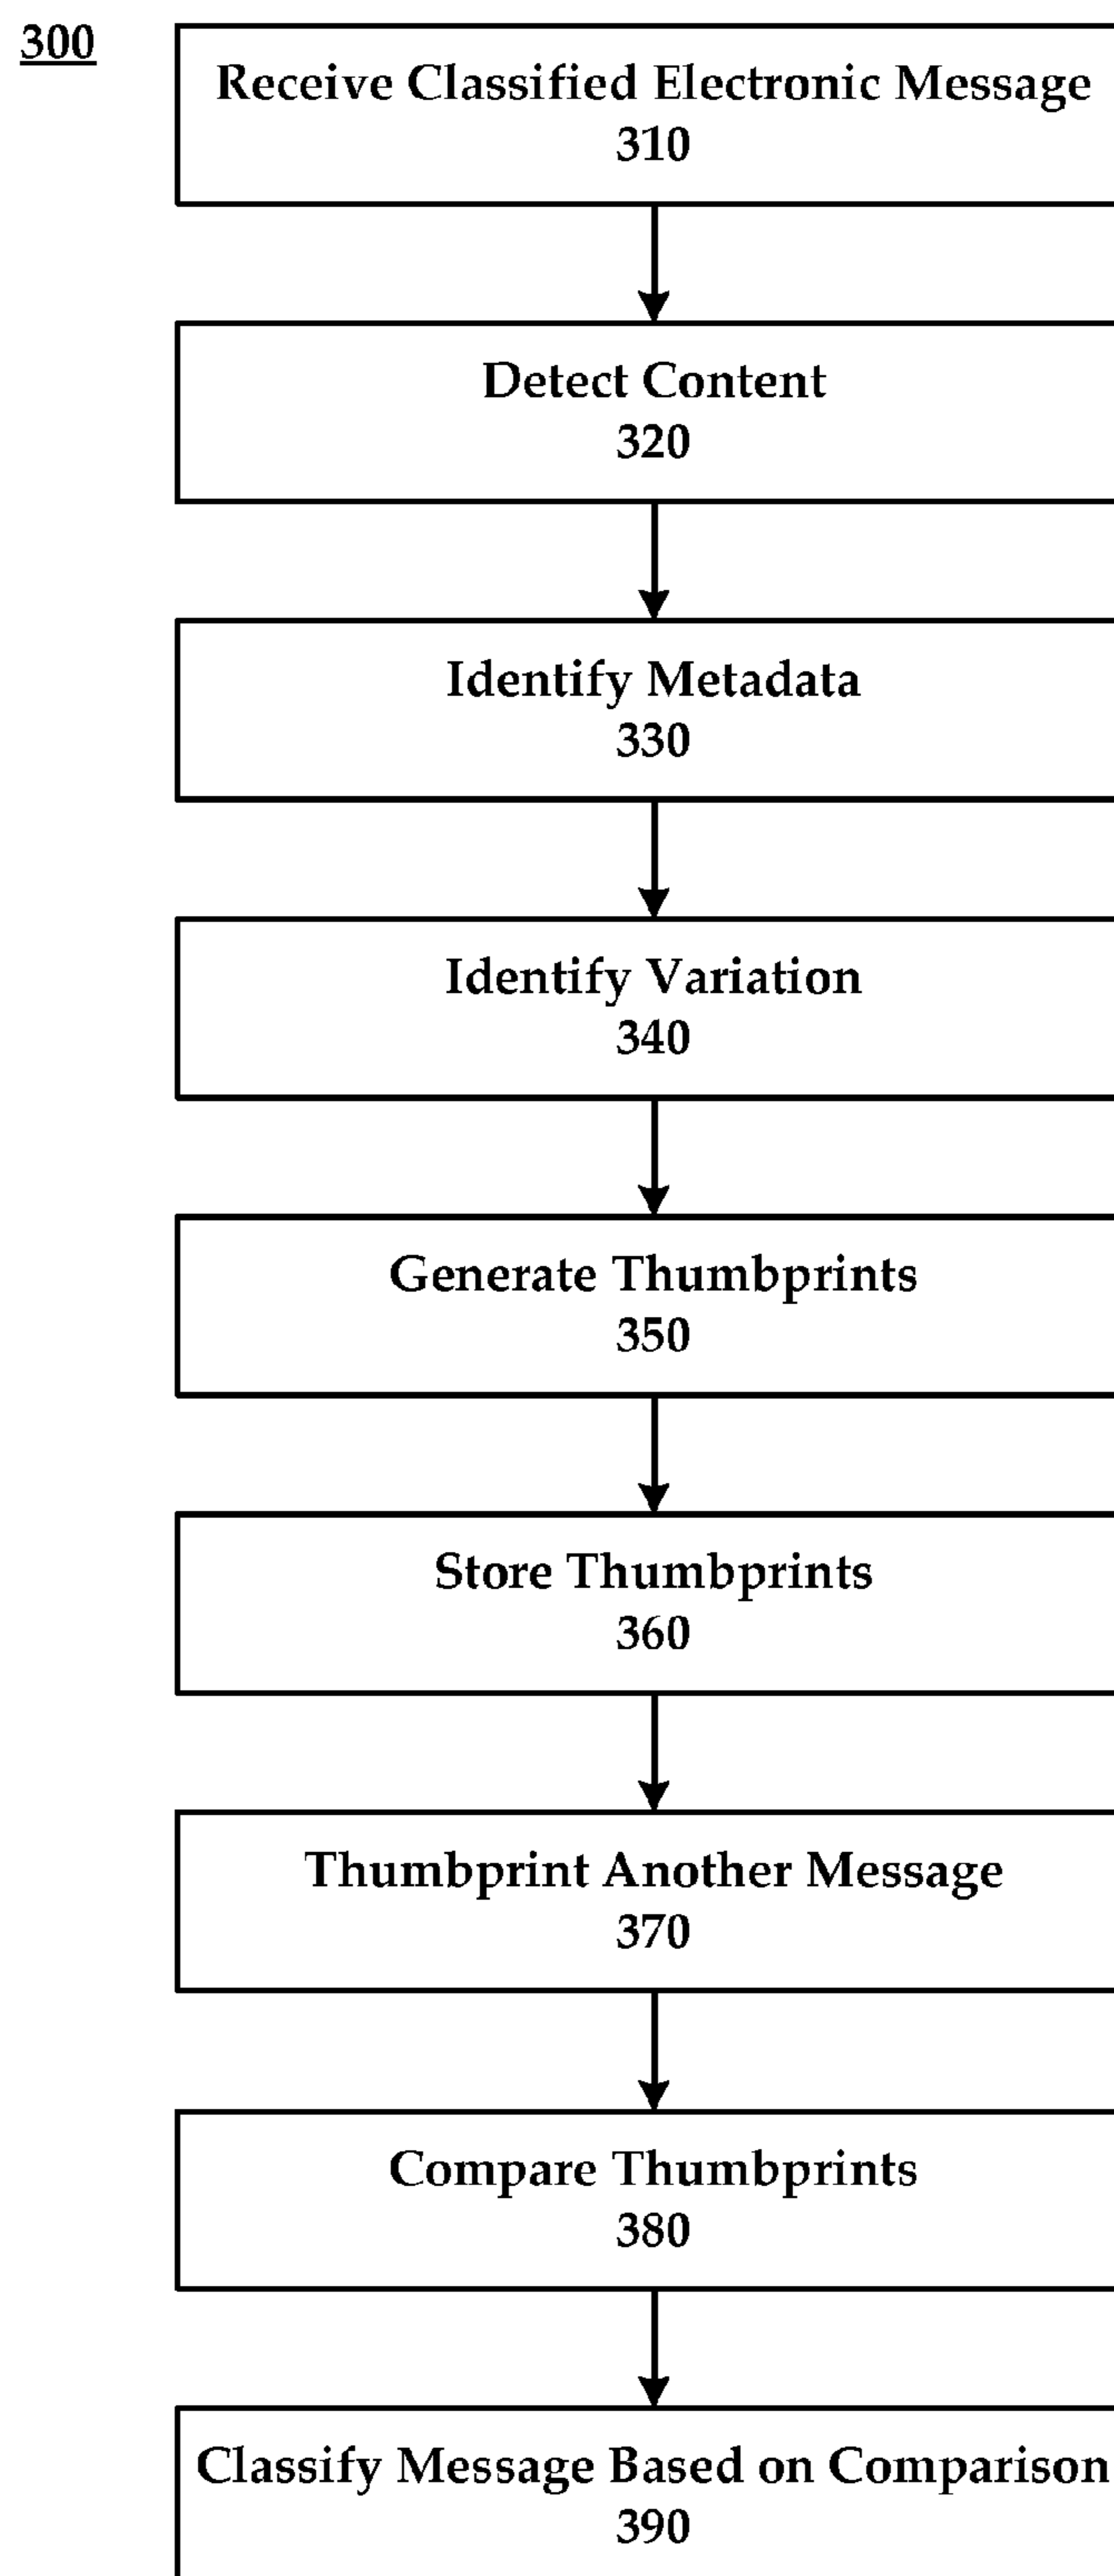 300
Receive Classified Electronic Message
310
Detect Content
320
Identify Metadata
330
Identify Variation
340
Generate Thumbprints
350
Store Thumbprints
360
Thumbprint Another Message
370
Compare Thumbprints
380
Classify Message Based on Comparison
390